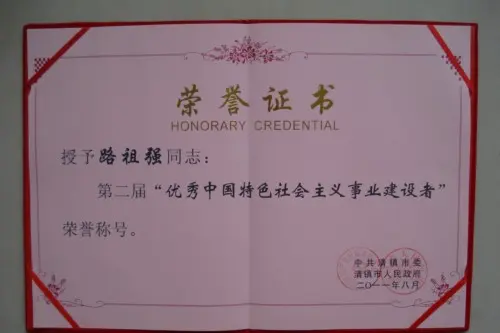 荣誉证书
HONORARY CREDENTIAL
授予路祖强同志：
第二届“优秀中国特色社会主义事业建设者”
荣誉称号。
中共清镇市委
清镇市人民政府
二〇一一年八月